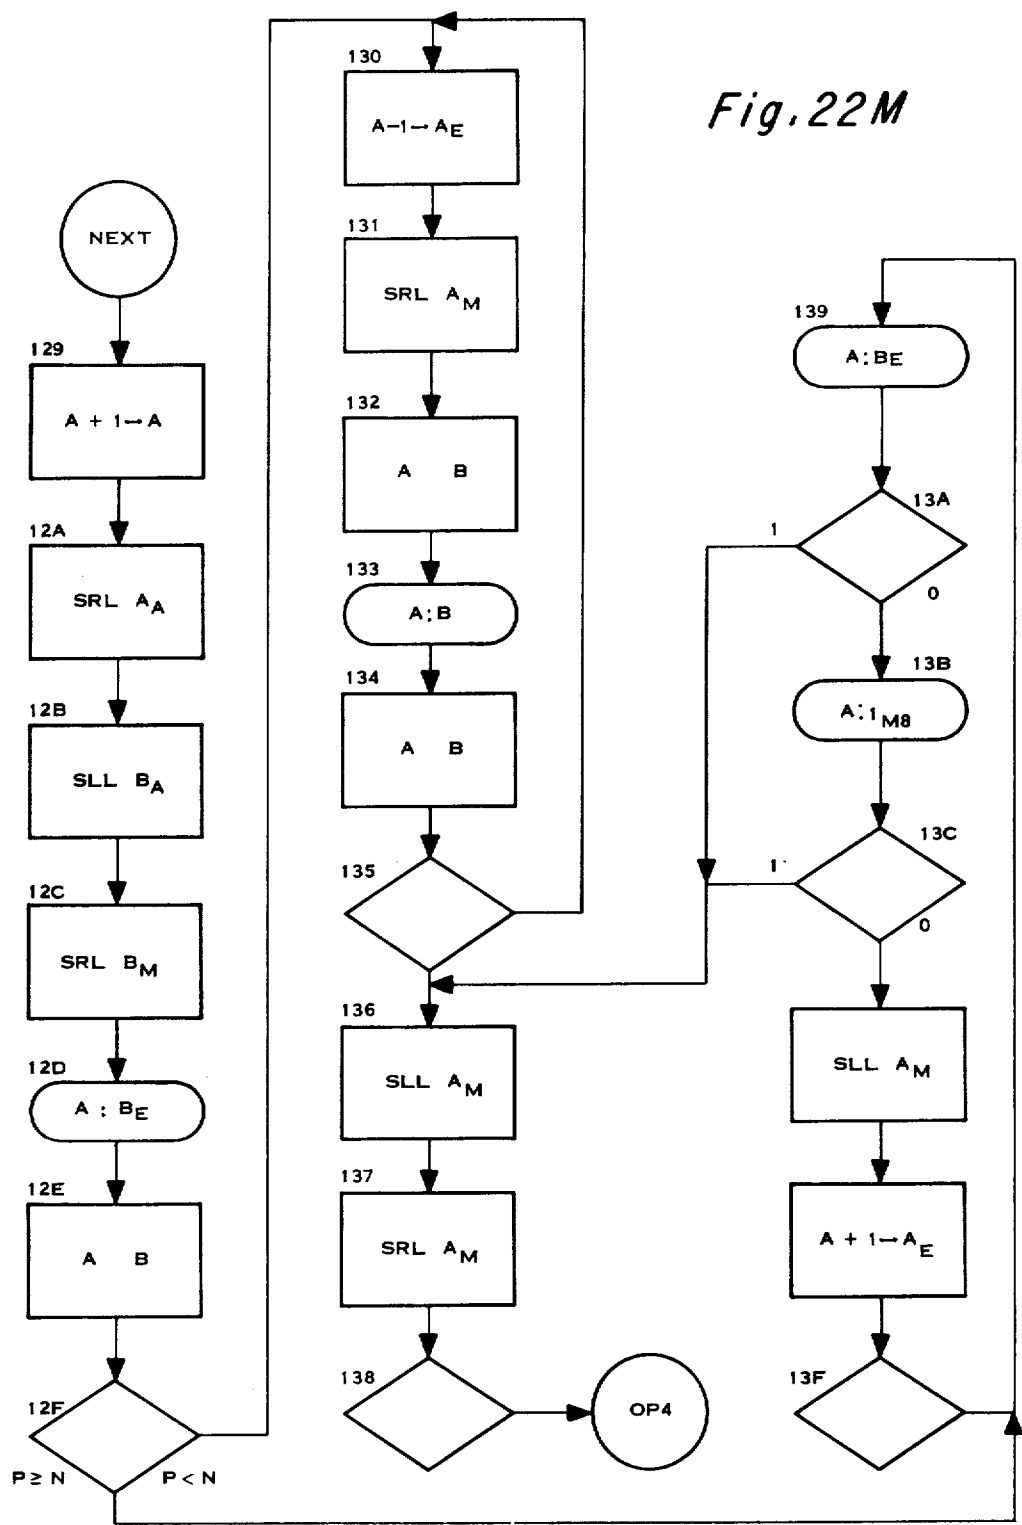 Fig. 22M
NEXT
129
A + 1→A
12A
SRL A_A
12B
SLL B_A
12C
SRL B_M
12D
A : B_E
12E
A B
12F
P ≥ N
P < N
130
A−1→A_E
131
SRL A_M
132
A B
133
A : B
134
A B
135
136
SLL A_M
137
SRL A_M
138
OP4
139
A : B_E
13A
1
0
13B
A : 1_M8
13C
1
0
SLL A_M
A + 1→A_E
13F